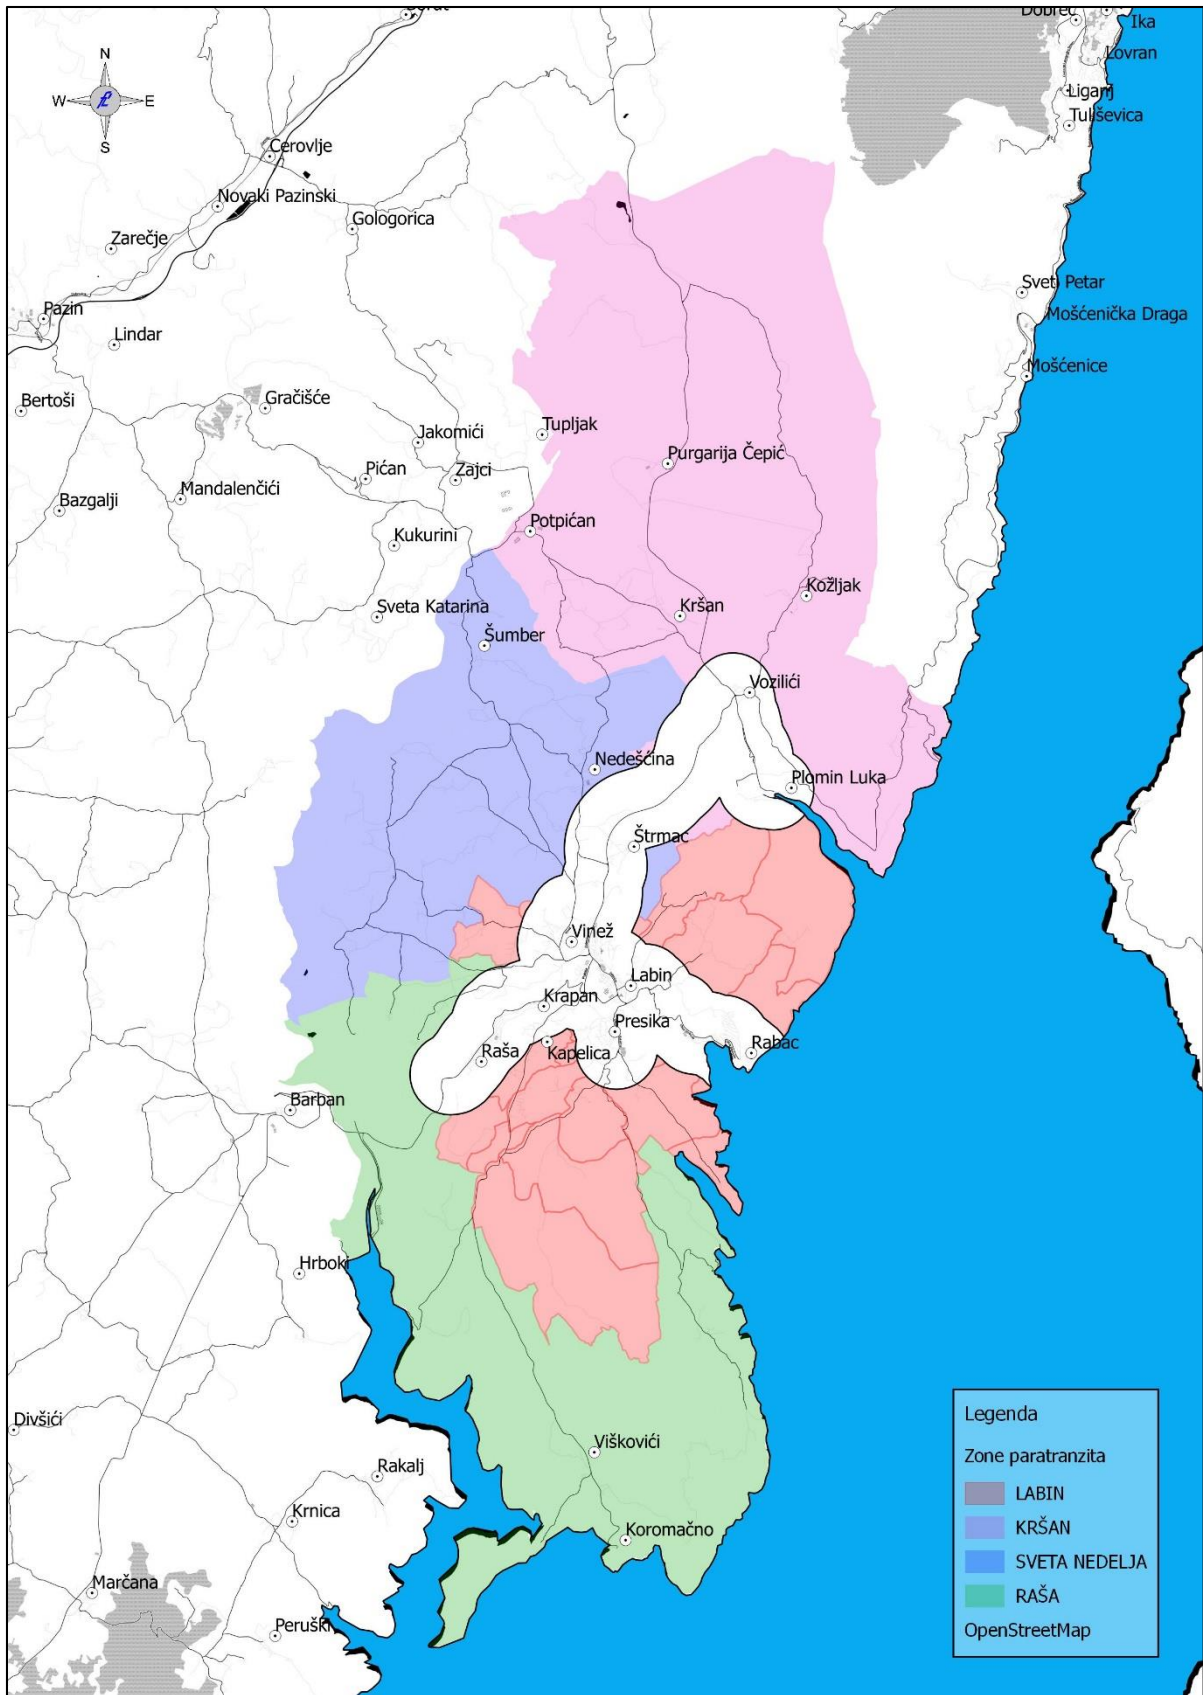 Dobrec
Ika
Lovran
Liganj
Tuliševica
N
W
E
S
Cerovlje
Novaki Pazinski
Gologorica
Zarečje
Pazin
Lindar
Sveti Petar
Mošćenička Draga
Mošćenice
Bertoši
Gračišće
Jakomići
Tupljak
Purgarija Čepić
Pićan
Zajci
Bazgalji
Mandalenčići
Potpićan
Kukurini
Kožljak
Sveta Katarina
Kršan
Šumber
Vozilići
Nedešćina
Plomin Luka
Štrmac
Vinež
Labin
Krapan
Presika
Raša
Kapelica
Rabac
Barban
Hrboki
Divšići
Viškovići
Rakalj
Krnica
Koromačno
Marčana
Peruški
Legenda
Zone paratranzita
LABIN
KRŠAN
SVETA NEDELJA
RAŠA
OpenStreetMap